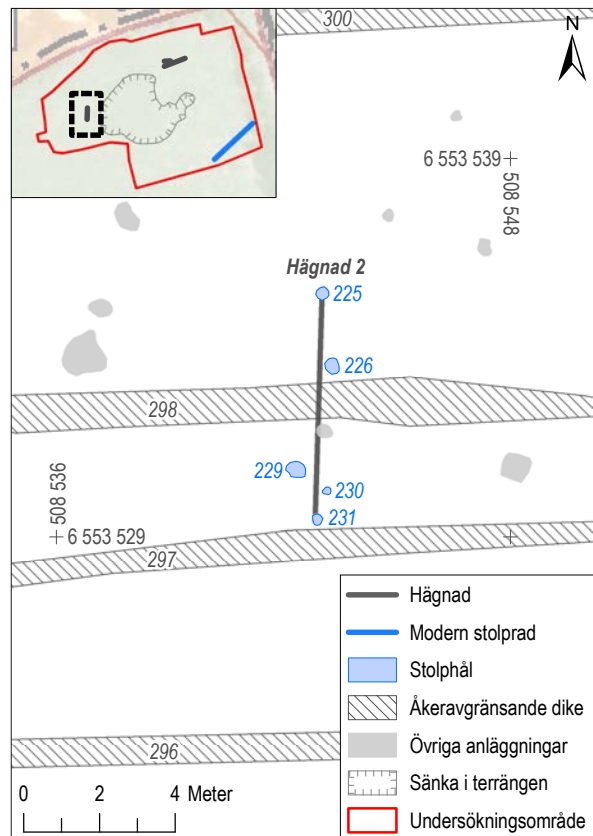 300
N
6 553 539
508 548
Hägnad 2
225
226
298
229
230
508 536
231
6 553 529
297
Hägnad
Modern stolprad
Stolphål
Åkeravgränsande dike
Övriga anläggningar
296
Sänka i terrängen
0 2 4 Meter
Undersökningsområde